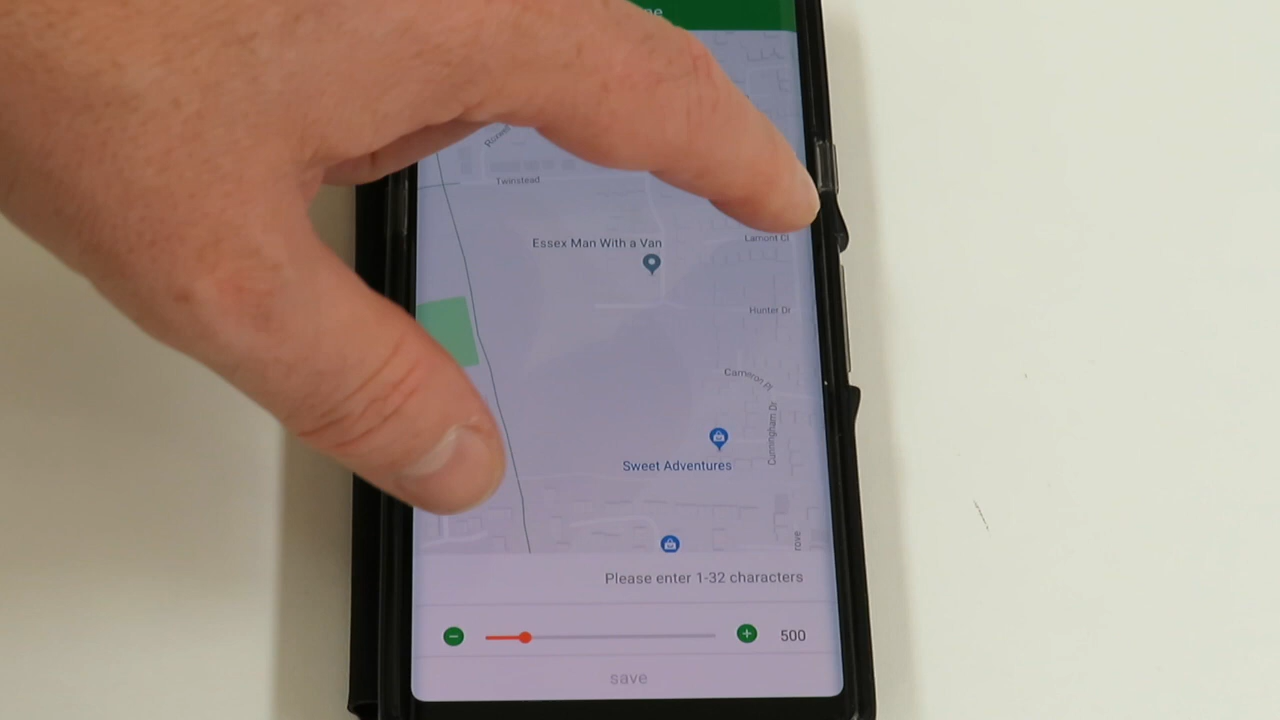 Twinstead
Essex Man With a Van
Lamont Cl
Hunter Dr
Cameron Pl
Cunningham Dr
Sweet Adventures
Please enter 1-32 characters
500
save